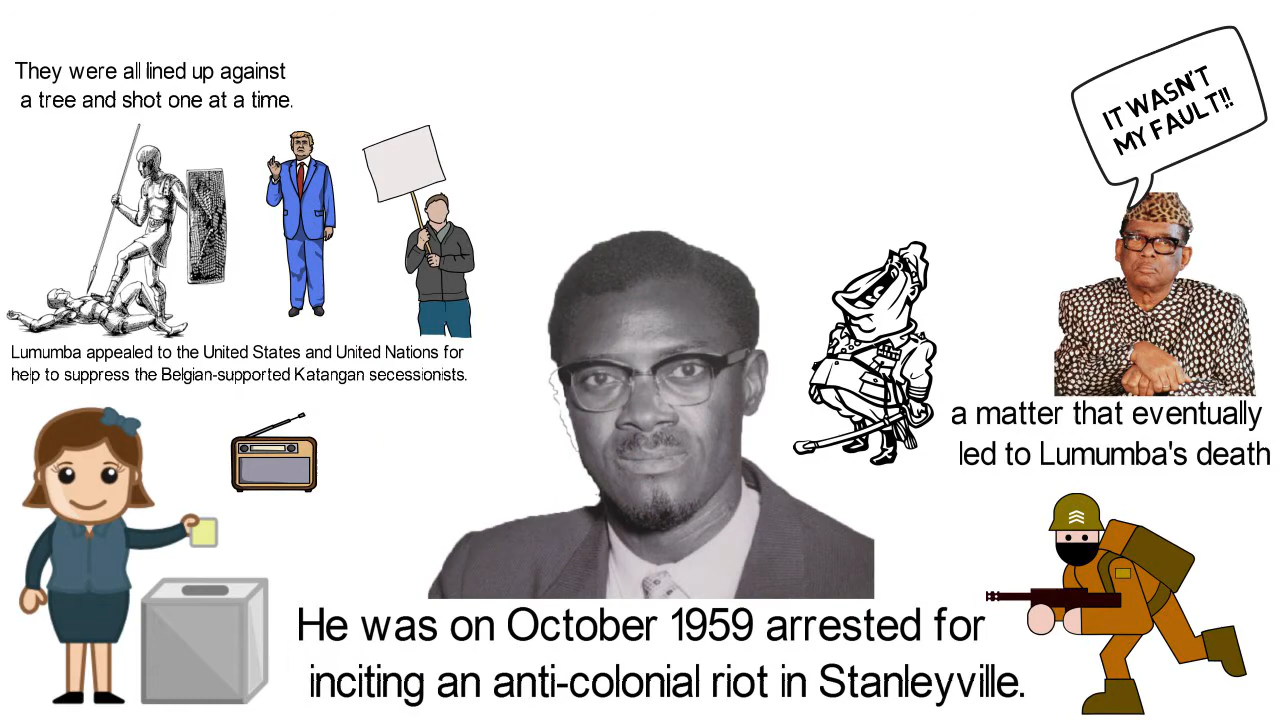 They were all lined up against
a tree and shot one at a time.
IT WASN'T
MY FAULT!!
Lumumba appealed to the United States and United Nations for
help to suppress the Belgian-supported Katangan secessionists.
a matter that eventually
led to Lumumba's death
He was on October 1959 arrested for
inciting an anti-colonial riot in Stanleyville.